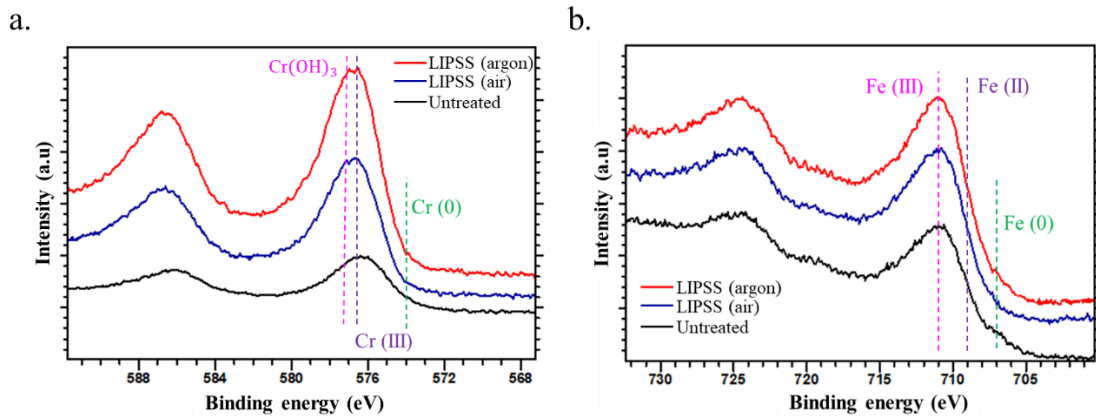 a.
Cr(OH)3
LIPSS (argon)
LIPSS (air)
Untreated
Cr (0)
Cr (III)
Intensity (a.u)
588
584
580
576
572
568
Binding energy (eV)
b.
Fe (III)
Fe (II)
Fe (0)
LIPSS (argon)
LIPSS (air)
Untreated
Intensity (a.u)
730
725
720
715
710
705
Binding energy (eV)